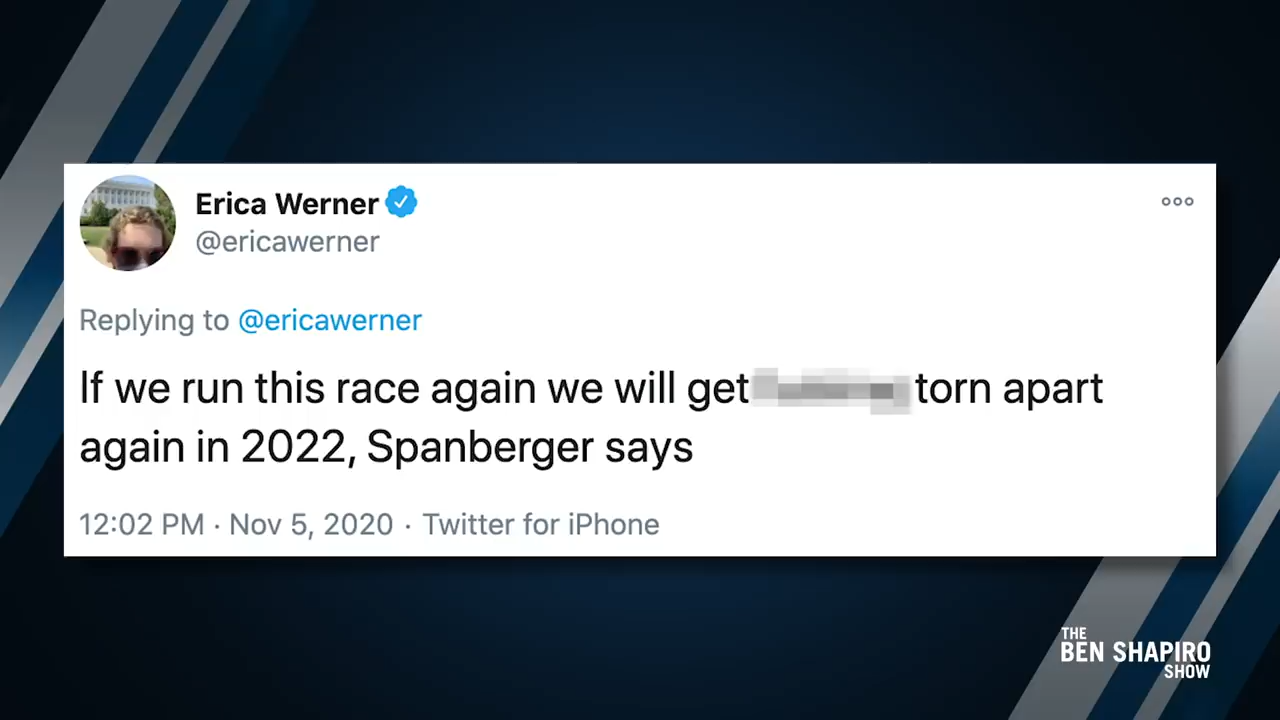 Erica Werner
@ericawerner
Replying to @ericawerner
If we run this race again we will get torn apart
again in 2022, Spanberger says
12:02 PM · Nov 5, 2020 · Twitter for iPhone
THE
BEN SHAPIRO
SHOW